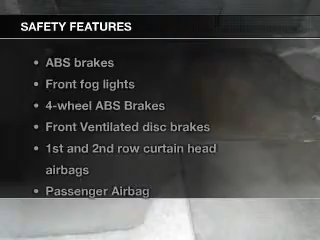 SAFETY FEATURES
• ABS brakes
• Front fog lights
• 4-wheel ABS Brakes
• Front Ventilated disc brakes
• 1st and 2nd row curtain head
airbags
• Passenger Airbag